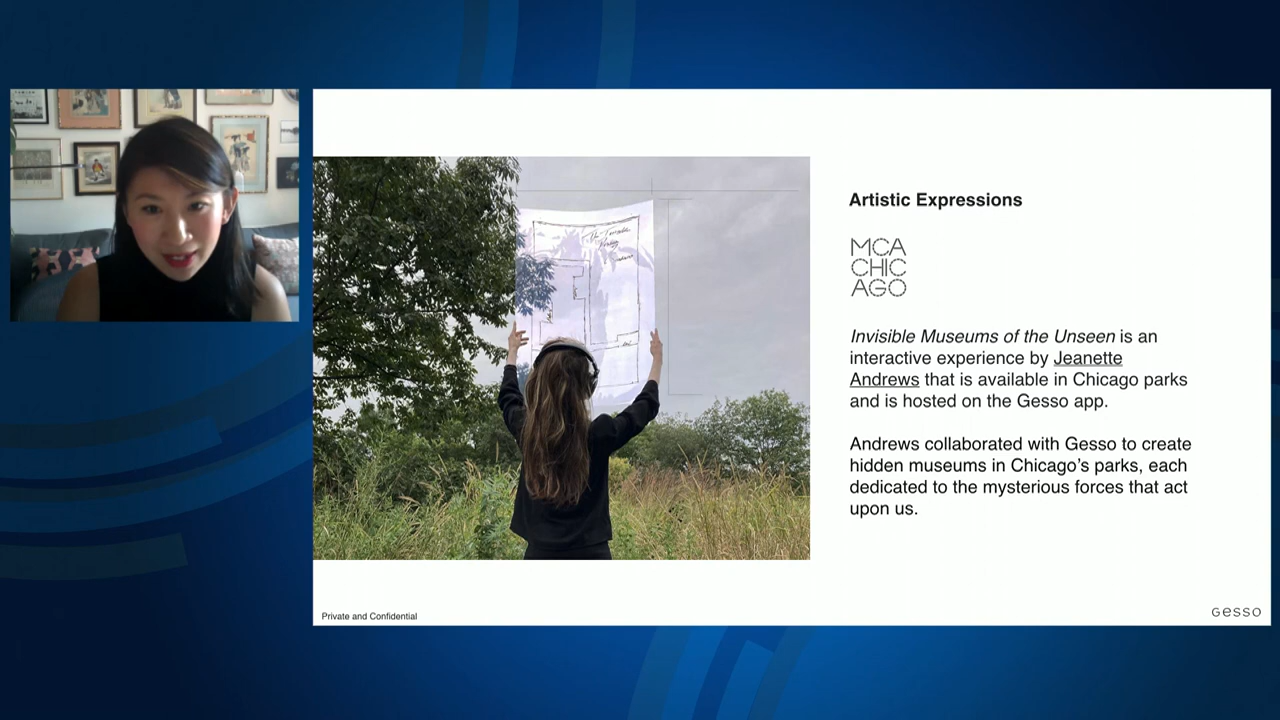 Artistic Expressions
MCA
CHIC
AGO
Invisible Museums of the Unseen is an
interactive experience by Jeanette
Andrews that is available in Chicago parks
and is hosted on the Gesso app.
Andrews collaborated with Gesso to create
hidden museums in Chicago's parks, each
dedicated to the mysterious forces that act
upon us.
Private and Confidential
Gesso